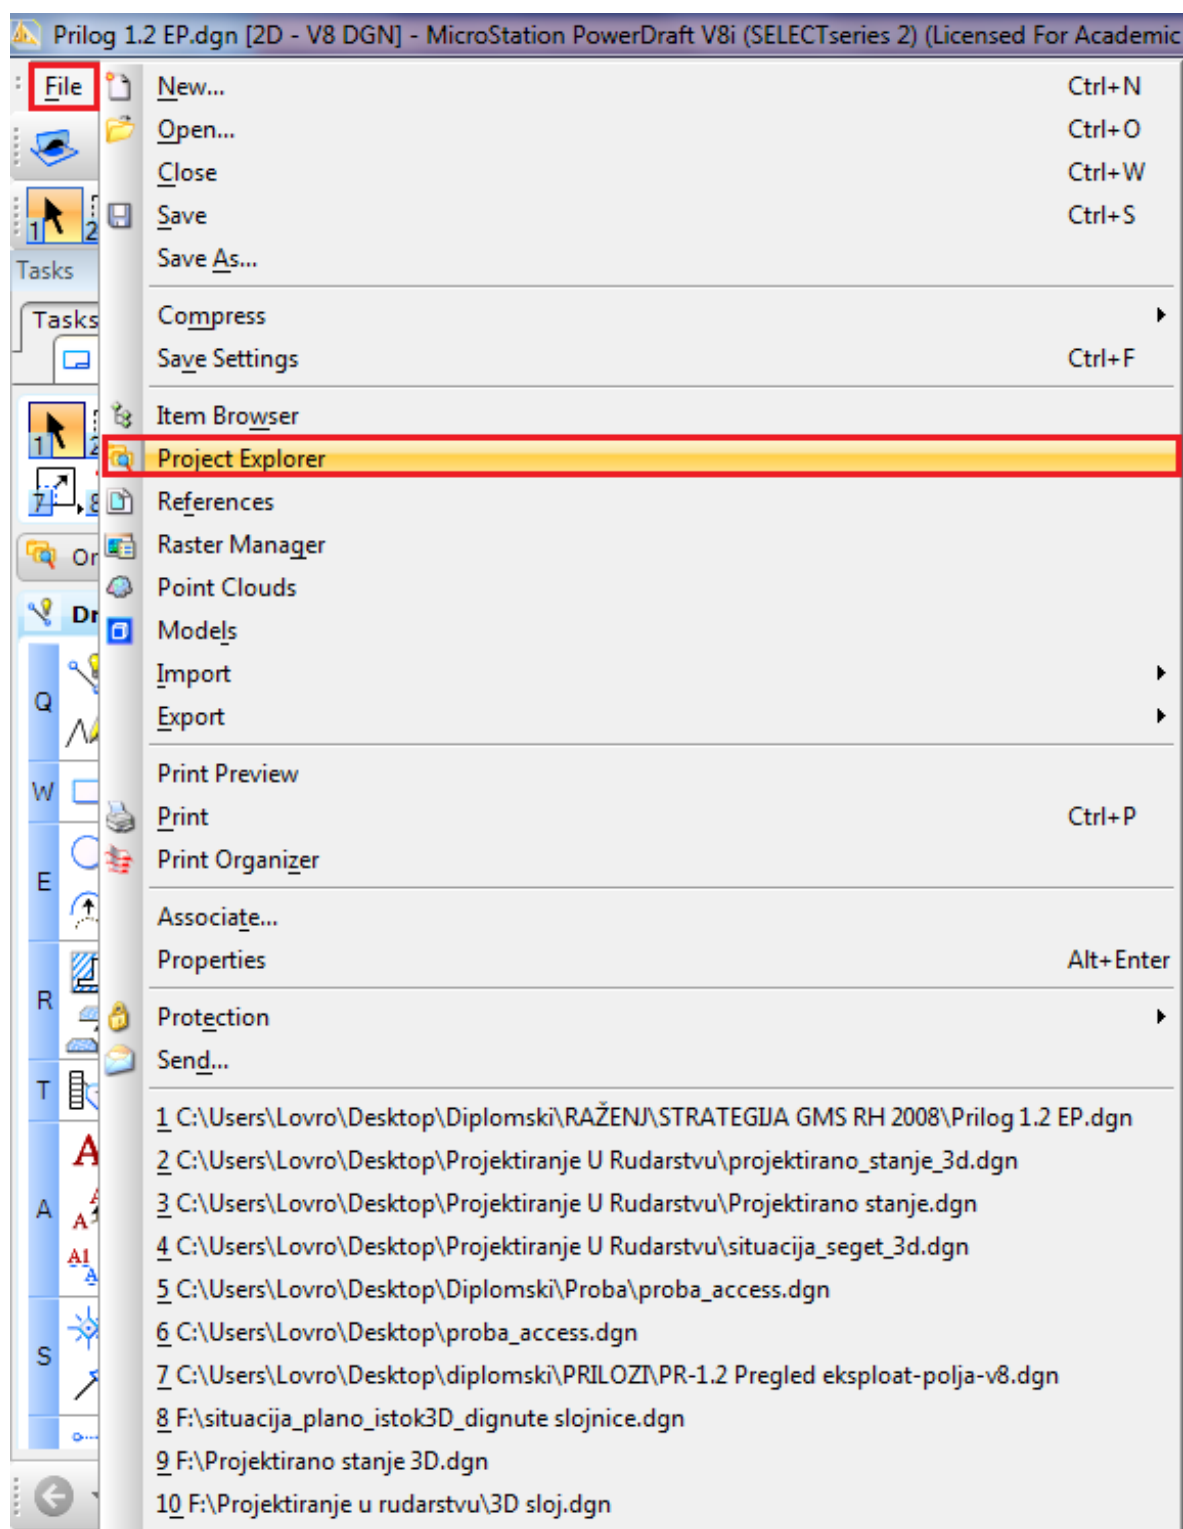 Prilog 1.2 EP.dgn [2D - V8 DGN] - MicroStation PowerDraft V8i (SELECTseries 2) (Licensed For Academic
File
New... Ctrl+N
Open... Ctrl+O
Close Ctrl+W
1 2 Save Ctrl+S
Save As...
Tasks
Tasks Compress
Save Settings Ctrl+F
Item Browser
1 2 Project Explorer
7 8 References
Raster Manager
Point Clouds
Dr Models
Import
Q Export
Print Preview
W Print Ctrl+P
Print Organizer
E
Associate...
Properties Alt+Enter
R Protection
Send...
T
1 C:\Users\Lovro\Desktop\Diplomski\RAŽENJ\STRATEGIJA GMS RH 2008\Prilog 1.2 EP.dgn
2 C:\Users\Lovro\Desktop\Projektiranje U Rudarstvu\projektirano_stanje_3d.dgn
A 3 C:\Users\Lovro\Desktop\Projektiranje U Rudarstvu\Projektirano stanje.dgn
4 C:\Users\Lovro\Desktop\Projektiranje U Rudarstvu\situacija_seget_3d.dgn
5 C:\Users\Lovro\Desktop\Diplomski\Proba\proba_access.dgn
6 C:\Users\Lovro\Desktop\proba_access.dgn
S 7 C:\Users\Lovro\Desktop\diplomski\PRILOZI\PR-1.2 Pregled eksploat-polja-v8.dgn
8 F:\situacija_plano_istok3D_dignute slojnice.dgn
9 F:\Projektirano stanje 3D.dgn
10 F:\Projektiranje u rudarstvu\3D sloj.dgn